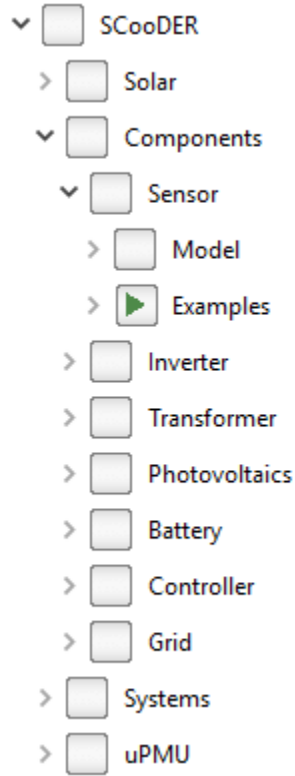 SCooDER
Solar
Components
Sensor
Model
Examples
Inverter
Transformer
Photovoltaics
Battery
Controller
Grid
Systems
uPMU